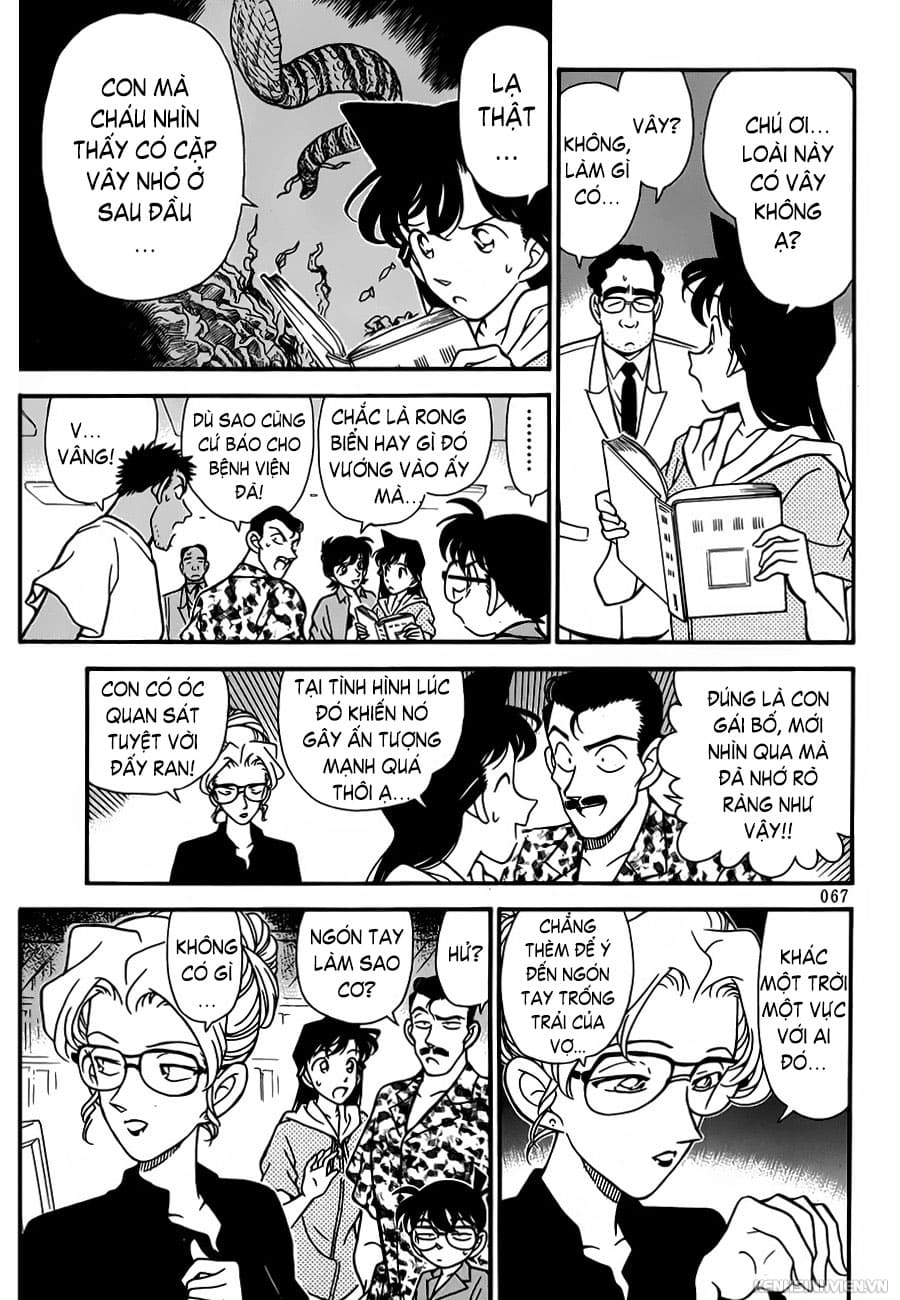 CHÚ ƠI...
LOÀI NÀY
CÓ VÂY
KHÔNG
Ạ?
VÂY?
KHÔNG,
LÀM GÌ
CÓ...
LẠ
THẬT
...
CON MÀ
CHÁU NHÌN
THẤY CÓ CẶP
VÂY NHỎ Ở
SAU ĐẦU
...
.........
CHẮC LÀ RONG
BIỂN HAY GÌ ĐÓ
VƯỚNG VÀO ẤY
MÀ...
DÙ SAO CŨNG
CỨ BÁO CHO
BỆNH VIỆN
ĐÃ!
V...
VÂNG!
ĐÚNG LÀ CON
GÁI BỐ, MỚI
NHÌN QUA MÀ
ĐÃ NHỚ RÕ
RÀNG NHƯ
VẬY!!
TẠI TÌNH HÌNH LÚC
ĐÓ KHIẾN NÓ
GÂY ẤN TƯỢNG
MẠNH QUÁ
THÔI Ạ...
CON CÓ ÓC
QUAN SÁT
TUYỆT VỜI
ĐẤY RAN!
067
KHÁC
MỘT TRỜI
MỘT VỰC
VỚI AI
ĐÓ...
CHẲNG
THÈM ĐỂ Ý
ĐẾN NGÓN
TAY TRỐNG
TRẢI CỦA
VỢ...
HỨ?
NGÓN TAY
LÀM SAO
CƠ?
KHÔNG
CÓ GÌ
...
KENHSINHVIEN.VN